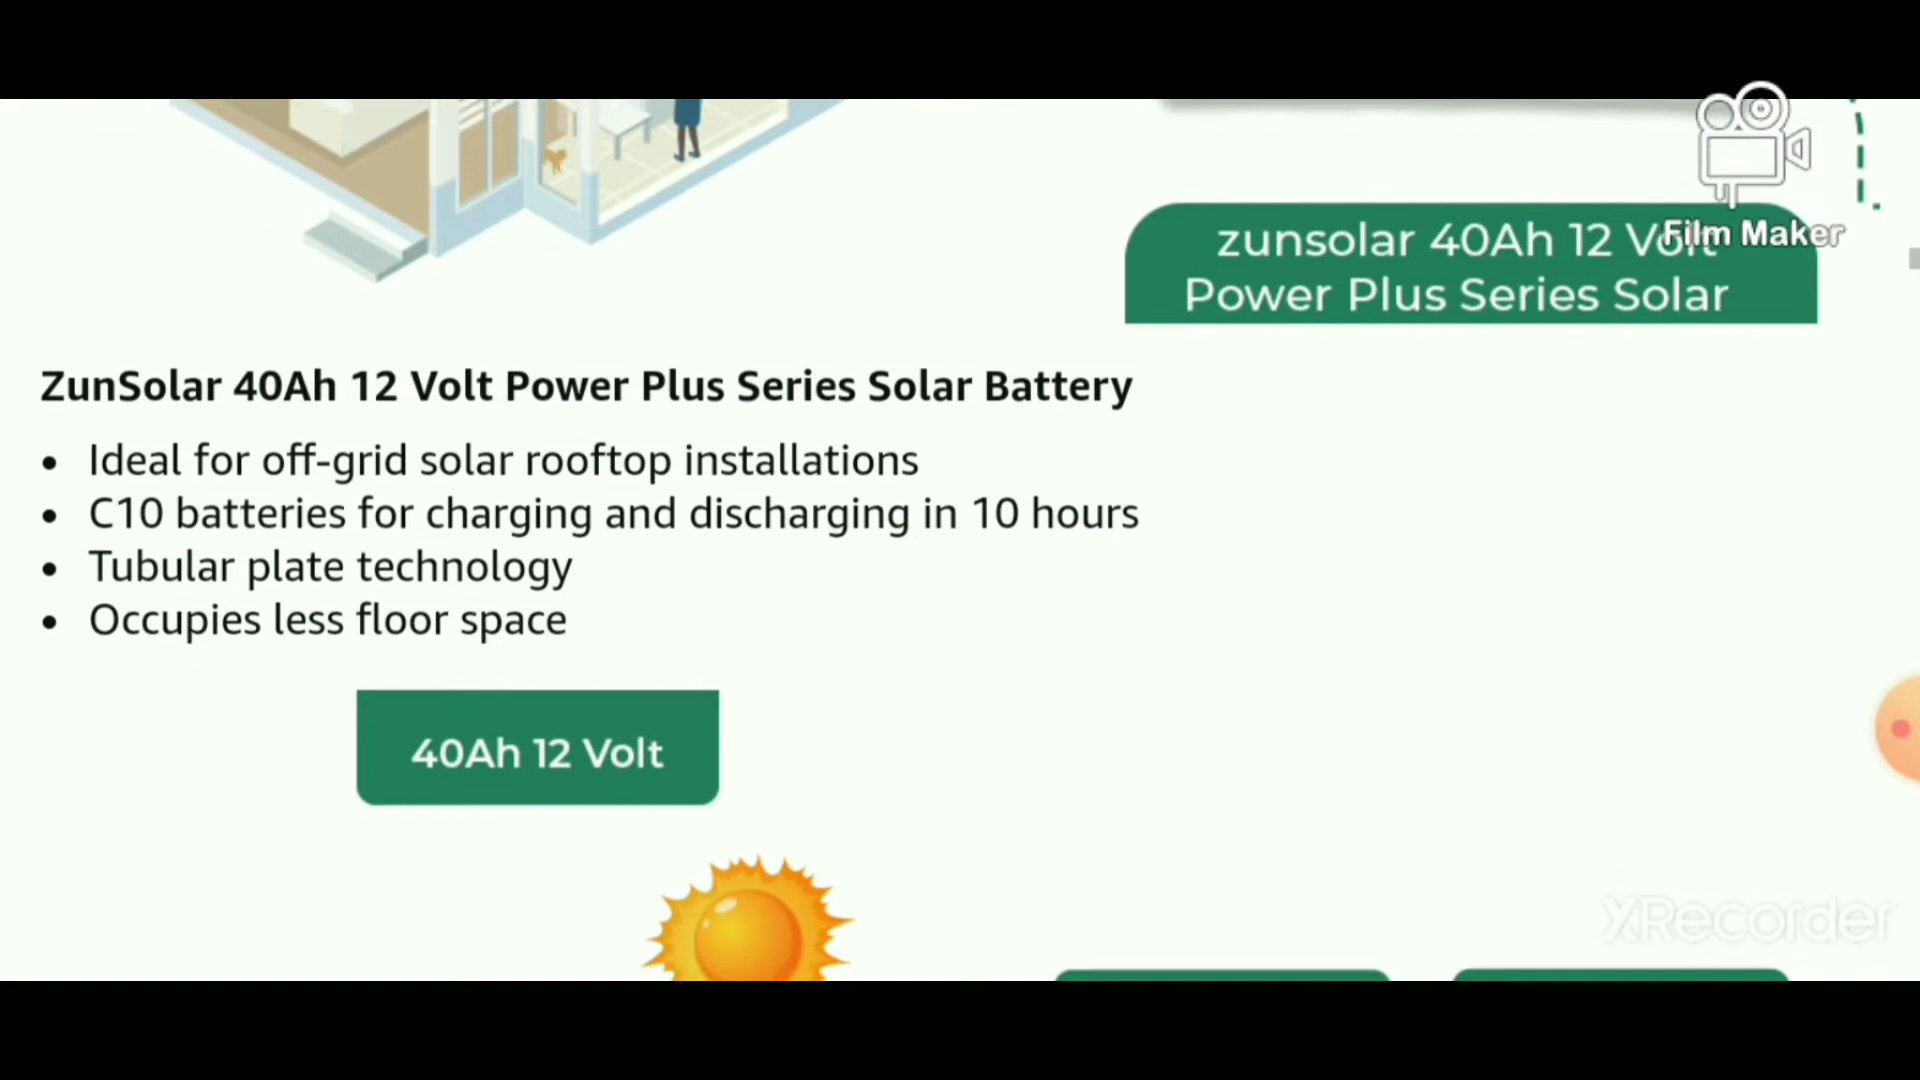 Film Maker
zunsolar 40Ah 12 Volt
Power Plus Series Solar
ZunSolar 40Ah 12 Volt Power Plus Series Solar Battery
• Ideal for off-grid solar rooftop installations
• C10 batteries for charging and discharging in 10 hours
• Tubular plate technology
• Occupies less floor space
40Ah 12 Volt
XRecorder